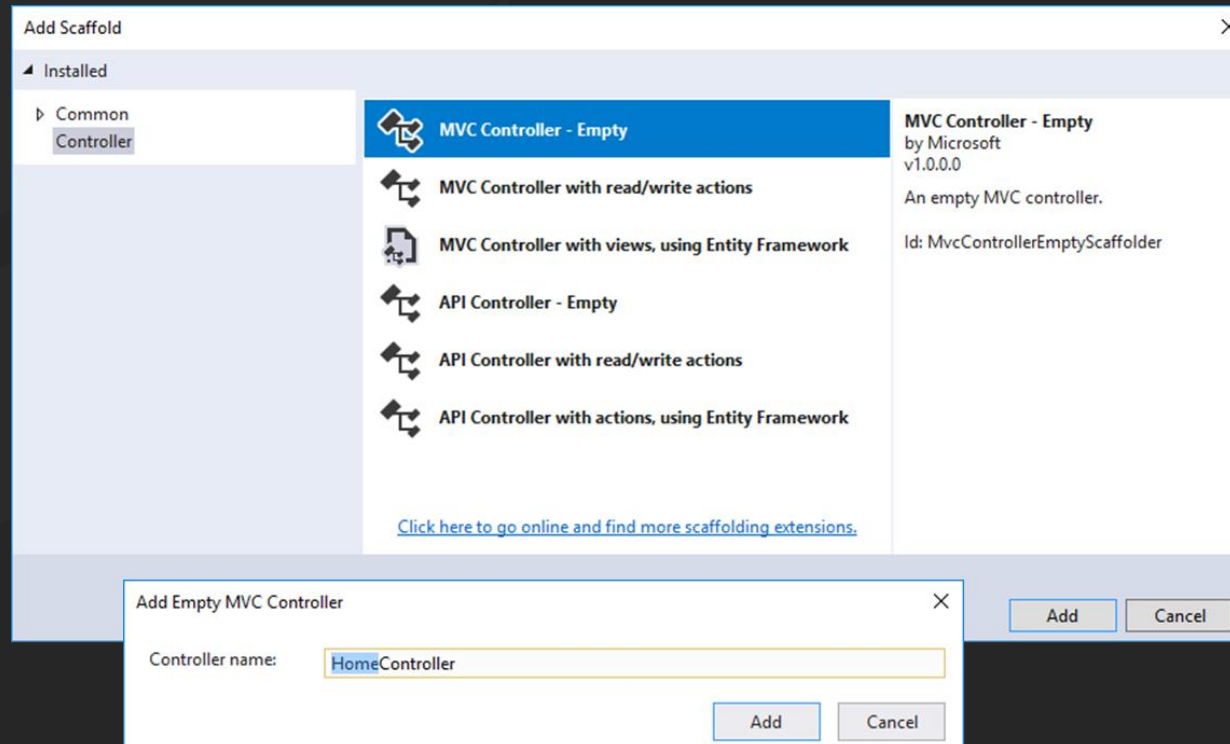 Add Scaffold
Installed
Common
Controller
MVC Controller - Empty
MVC Controller with read/write actions
MVC Controller with views, using Entity Framework
API Controller - Empty
API Controller with read/write actions
API Controller with actions, using Entity Framework
Click here to go online and find more scaffolding extensions.
MVC Controller - Empty
by Microsoft
v1.0.0.0
An empty MVC controller.
Id: MvcControllerEmptyScaffolder
Add Cancel
Add Empty MVC Controller
Controller name: HomeController
Add Cancel